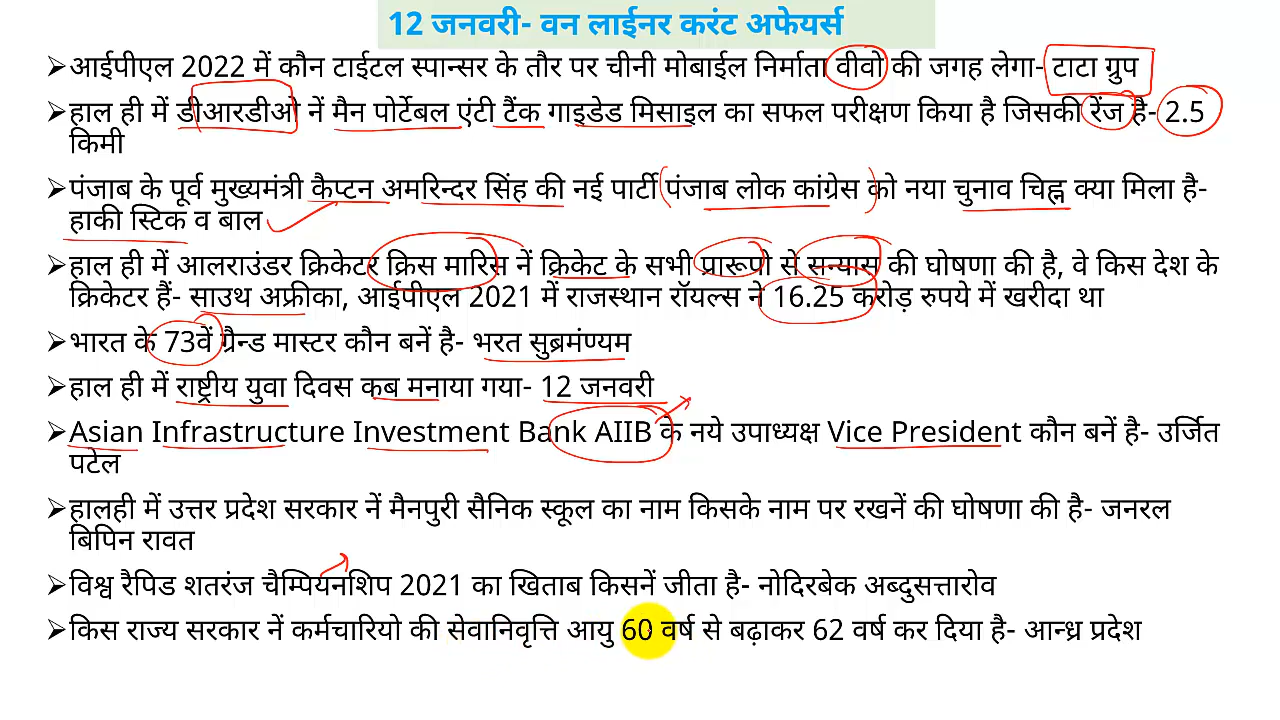 12 जनवरी- वन लाईनर करंट अफेयर्स
➢आईपीएल 2022 में कौन टाईटल स्पान्सर के तौर पर चीनी मोबाईल निर्माता वीवो की जगह लेगा- टाटा ग्रुप
➢हाल ही में डीआरडीओ नें मैन पोर्टेबल एंटी टैंक गाइडेड मिसाइल का सफल परीक्षण किया है जिसकी रेंज है- 2.5
किमी
➢पंजाब के पूर्व मुख्यमंत्री कैप्टन अमरिन्दर सिंह की नई पार्टी पंजाब लोक कांग्रेस को नया चुनाव चिह्न क्या मिला है-
हाकी स्टिक व बाल
➢हाल ही में आलराउंडर क्रिकेटर क्रिस मारिस नें क्रिकेट के सभी प्रारूपो से सन्यास की घोषणा की है, वे किस देश के
क्रिकेटर हैं- साउथ अफ्रीका, आईपीएल 2021 में राजस्थान रॉयल्स ने 16.25 करोड़ रुपये में खरीदा था
➢भारत के 73वें ग्रैन्ड मास्टर कौन बनें है- भरत सुब्रमंण्यम
➢हाल ही में राष्ट्रीय युवा दिवस कब मनाया गया- 12 जनवरी
➢Asian Infrastructure Investment Bank AIIB के नये उपाध्यक्ष Vice President कौन बनें है- उर्जित
पटेल
➢हालही में उत्तर प्रदेश सरकार नें मैनपुरी सैनिक स्कूल का नाम किसके नाम पर रखनें की घोषणा की है- जनरल
बिपिन रावत
➢विश्व रैपिड शतरंज चैम्पियनशिप 2021 का खिताब किसनें जीता है- नोदिरबेक अब्दुसत्तारोव
➢किस राज्य सरकार नें कर्मचारियो की सेवानिवृत्ति आयु 60 वर्ष से बढ़ाकर 62 वर्ष कर दिया है- आन्ध्र प्रदेश